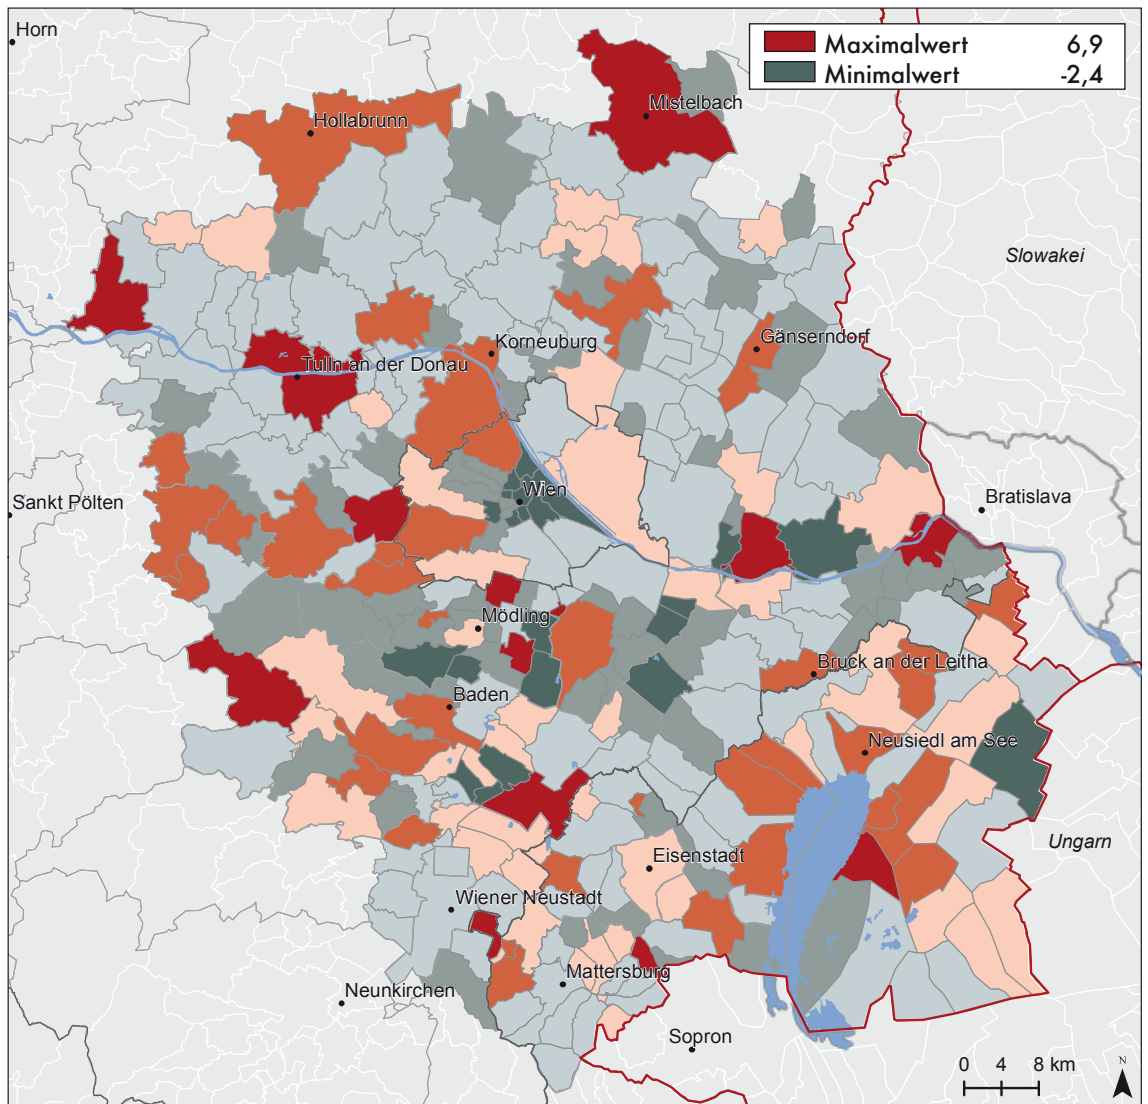 Horn
Maximalwert 6,9
Minimalwert -2,4
Mistelbach
Hollabrunn
Slowakei
Gänserndorf
Korneuburg
Tulln an der Donau
Wien
Bratislava
Sankt Pölten
Mödling
Bruck an der Leitha
Baden
Neusiedl am See
Ungarn
Eisenstadt
Wiener Neustadt
Mattersburg
Neunkirchen
Sopron
0 4 8 km
N